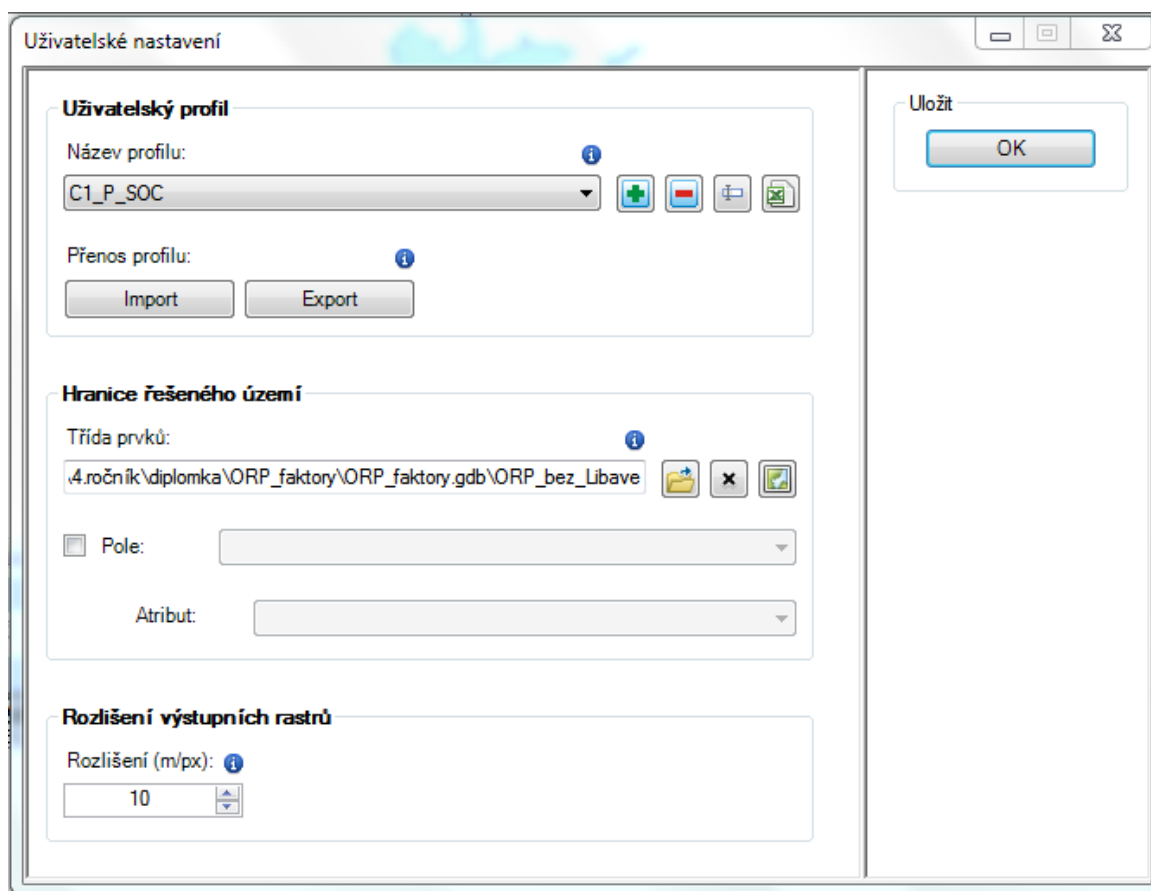 Uživatelské nastavení
Uživatelský profil
Název profilu:
C1_P_SOC
Přenos profilu:
Import
Export
Hranice řešeného území
Třída prvků:
.4.ročník\diplomka\ORP_faktory\ORP_faktory.gdb\ORP_bez_Libave
Pole:
Atribut:
Rozlišení výstupních rastrů
Rozlišení (m/px):
10
Uložit
OK